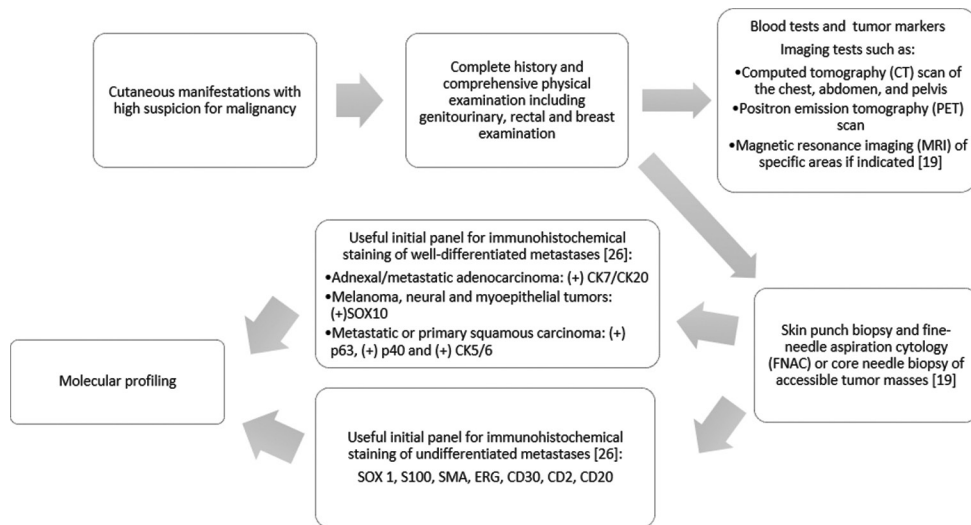 Cutaneous manifestations with
high suspicion for malignancy
Complete history and
comprehensive physical
examination including
genitourinary, rectal and breast
examination
Blood tests and tumor markers
Imaging tests such as:
•Computed tomography (CT) scan of
the chest, abdomen, and pelvis
•Positron emission tomography (PET)
scan
•Magnetic resonance imaging (MRI) of
specific areas if indicated [19]
Useful initial panel for immunohistochemical
staining of well-differentiated metastases [26]:
•Adnexal/metastatic adenocarcinoma: (+) CK7/CK20
•Melanoma, neural and myoepithelial tumors:
(+)SOX10
•Metastatic or primary squamous carcinoma: (+)
p63, (+) p40 and (+) CK5/6
Skin punch biopsy and fine-
needle aspiration cytology
(FNAC) or core needle biopsy of
accessible tumor masses [19]
Molecular profiling
Useful initial panel for immunohistochemical
staining of undifferentiated metastases [26]:
SOX 1, S100, SMA, ERG, CD30, CD2, CD20